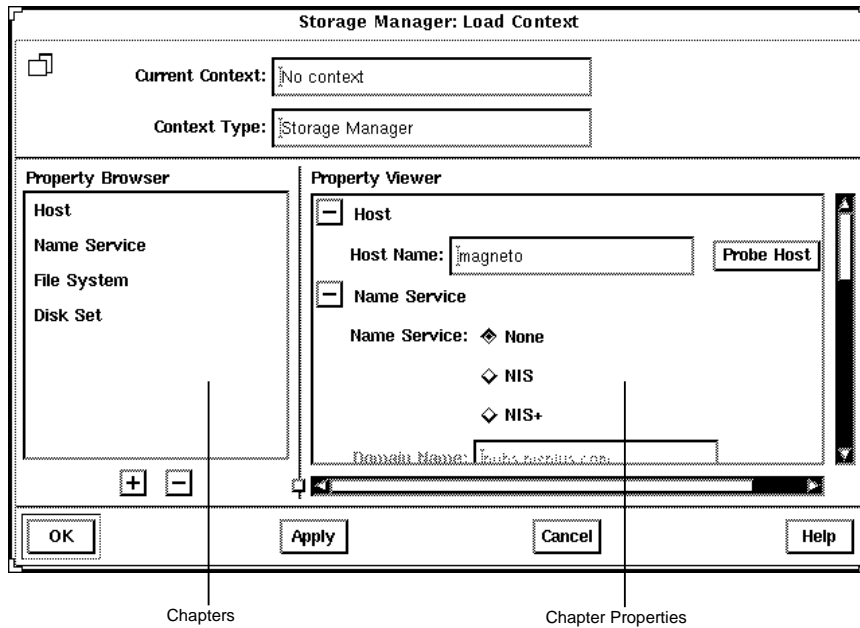 Storage Manager: Load Context
Current Context: No context
Context Type: Storage Manager
Property Browser
Host
Name Service
File System
Disk Set
Property Viewer
Host
Host Name: magneto Probe Host
Name Service
Name Service: None
NIS
NIS+
Domain Name:
OK Apply Cancel Help
Chapters Chapter Properties